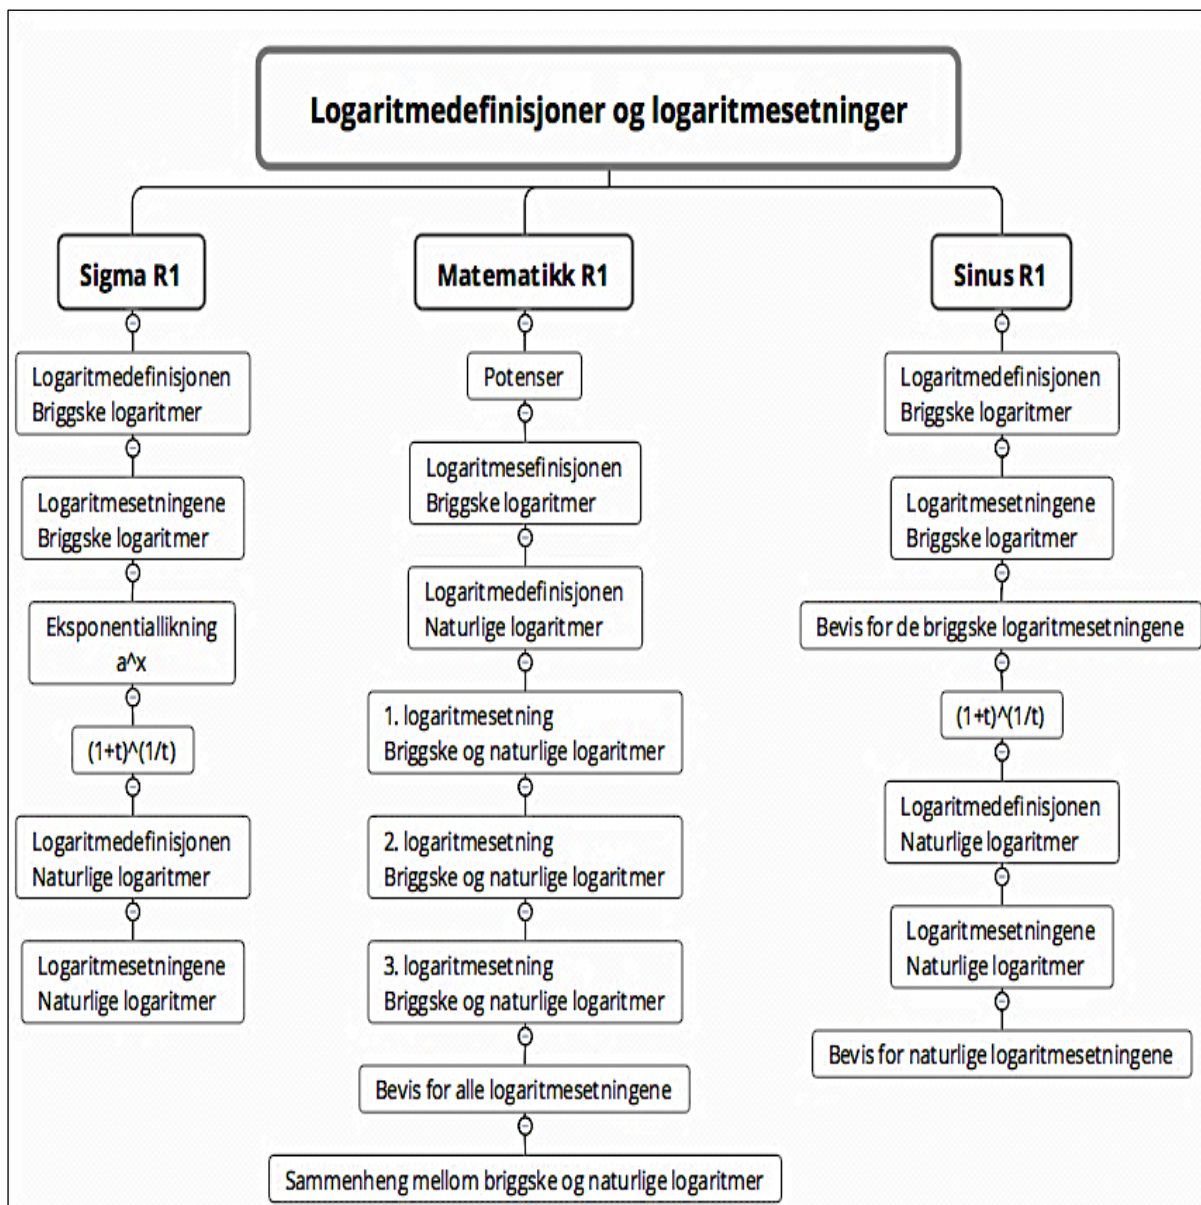 Logaritmedefinisjoner og logaritmesetninger
Sigma R1
Logaritmedefinisjonen
Briggske logaritmer
Logaritmesetningene
Briggske logaritmer
Eksponentiallikning
a^x
(1+t)^(1/t)
Logaritmedefinisjonen
Naturlige logaritmer
Logaritmesetningene
Naturlige logaritmer
Matematikk R1
Potenser
Logaritmesefinisjonen
Briggske logaritmer
Logaritmedefinisjonen
Naturlige logaritmer
1. logaritmesetning
Briggske og naturlige logaritmer
2. logaritmesetning
Briggske og naturlige logaritmer
3. logaritmesetning
Briggske og naturlige logaritmer
Bevis for alle logaritmesetningene
Sammenheng mellom briggske og naturlige logaritmer
Sinus R1
Logaritmedefinisjonen
Briggske logaritmer
Logaritmesetningene
Briggske logaritmer
Bevis for de briggske logaritmesetningene
(1+t)^(1/t)
Logaritmedefinisjonen
Naturlige logaritmer
Logaritmesetningene
Naturlige logaritmer
Bevis for naturlige logaritmesetningene